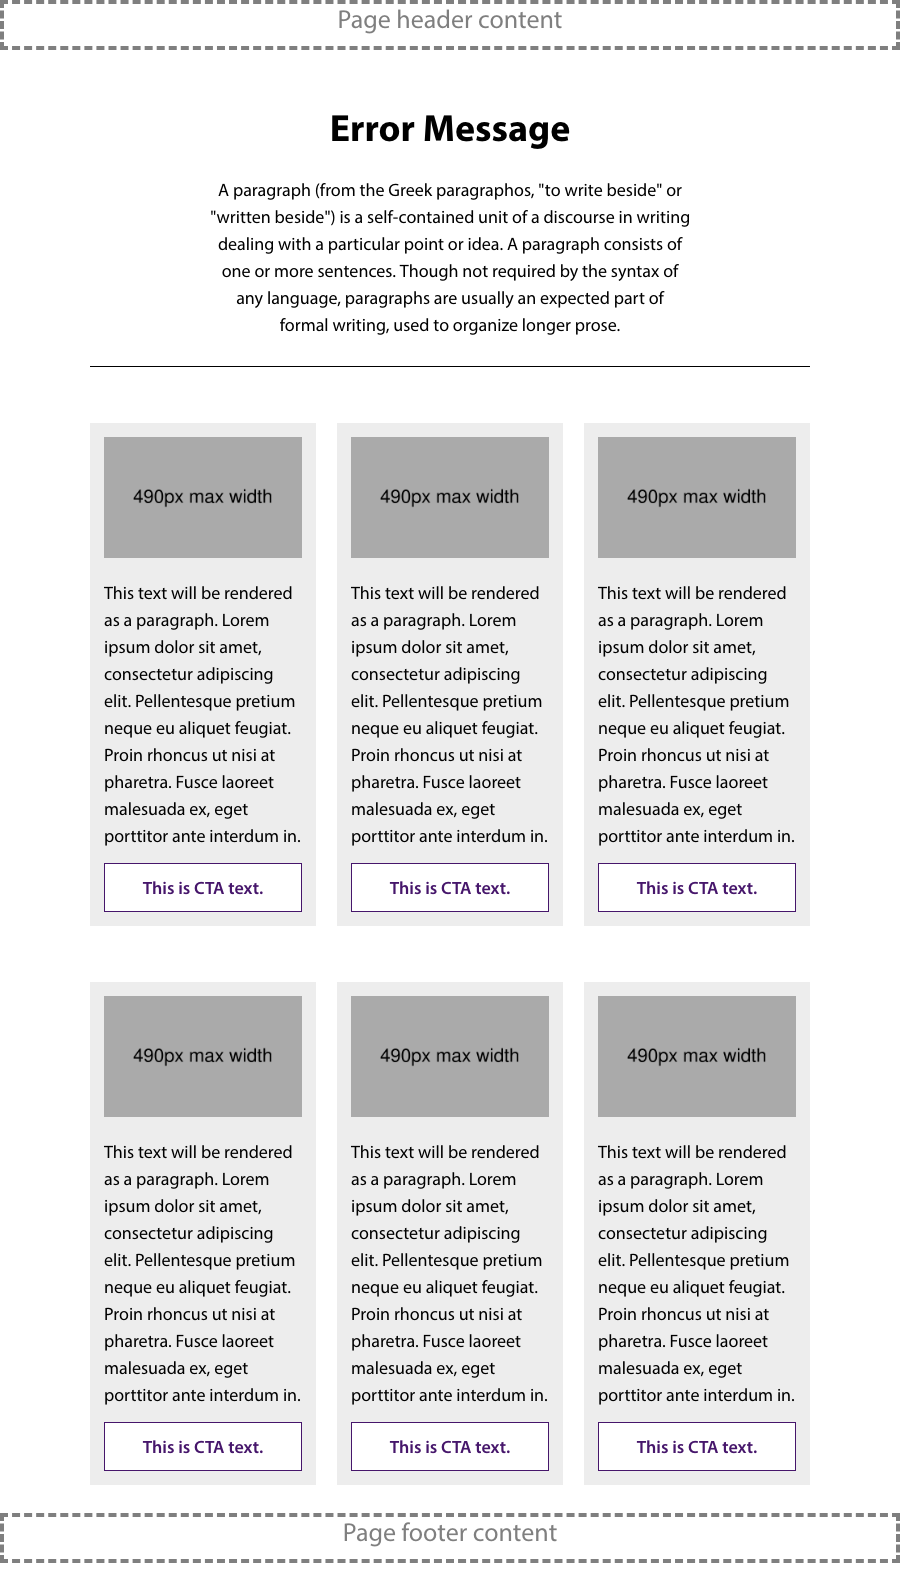 Page header content
Error Message
A paragraph (from the Greek paragraphos, "to write beside" or
"written beside") is a self-contained unit of a discourse in writing
dealing with a particular point or idea. A paragraph consists of
one or more sentences. Though not required by the syntax of
any language, paragraphs are usually an expected part of
formal writing, used to organize longer prose.
490px max width
This text will be rendered
as a paragraph. Lorem
ipsum dolor sit amet,
consectetur adipiscing
elit. Pellentesque pretium
neque eu aliquet feugiat.
Proin rhoncus ut nisi at
pharetra. Fusce laoreet
malesuada ex, eget
porttitor ante interdum in.
This is CTA text.
490px max width
This text will be rendered
as a paragraph. Lorem
ipsum dolor sit amet,
consectetur adipiscing
elit. Pellentesque pretium
neque eu aliquet feugiat.
Proin rhoncus ut nisi at
pharetra. Fusce laoreet
malesuada ex, eget
porttitor ante interdum in.
This is CTA text.
490px max width
This text will be rendered
as a paragraph. Lorem
ipsum dolor sit amet,
consectetur adipiscing
elit. Pellentesque pretium
neque eu aliquet feugiat.
Proin rhoncus ut nisi at
pharetra. Fusce laoreet
malesuada ex, eget
porttitor ante interdum in.
This is CTA text.
490px max width
This text will be rendered
as a paragraph. Lorem
ipsum dolor sit amet,
consectetur adipiscing
elit. Pellentesque pretium
neque eu aliquet feugiat.
Proin rhoncus ut nisi at
pharetra. Fusce laoreet
malesuada ex, eget
porttitor ante interdum in.
This is CTA text.
490px max width
This text will be rendered
as a paragraph. Lorem
ipsum dolor sit amet,
consectetur adipiscing
elit. Pellentesque pretium
neque eu aliquet feugiat.
Proin rhoncus ut nisi at
pharetra. Fusce laoreet
malesuada ex, eget
porttitor ante interdum in.
This is CTA text.
490px max width
This text will be rendered
as a paragraph. Lorem
ipsum dolor sit amet,
consectetur adipiscing
elit. Pellentesque pretium
neque eu aliquet feugiat.
Proin rhoncus ut nisi at
pharetra. Fusce laoreet
malesuada ex, eget
porttitor ante interdum in.
This is CTA text.
Page footer content